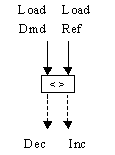 Load Load
Dmd Ref
< >
Dec Inc